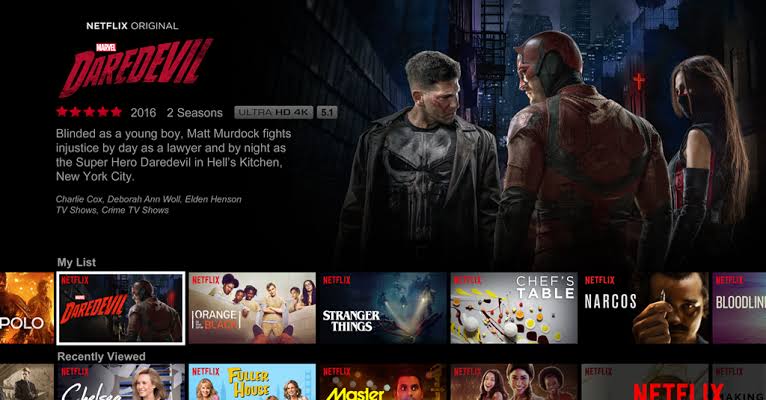 NETFLIX ORIGINAL
MARVEL
DAREDEVIL
2016 2 Seasons ULTRA HD 4K 5.1
Blinded as a young boy, Matt Murdock fights
injustice by day as a lawyer and by night as
the Super Hero Daredevil in Hell's Kitchen,
New York City.
Charlie Cox, Deborah Ann Woll, Elden Henson
TV Shows, Crime TV Shows
My List
POLO
NETFLIX
MARVEL
DAREDEVIL
NETFLIX
ORANGE
IS THE NEW
BLACK
NETFLIX
STRANGER
THINGS
NETFLIX
CHEF'S
TABLE
NETFLIX
NARCOS
NETFLIX
BLOODLIN
Recently Viewed
NETFLIX
Chelsea
NETFLIX
FULLER
HOUSE
NETFLIX
Master
NETFLIX
NETFLIX
MAKING
NETFLIX